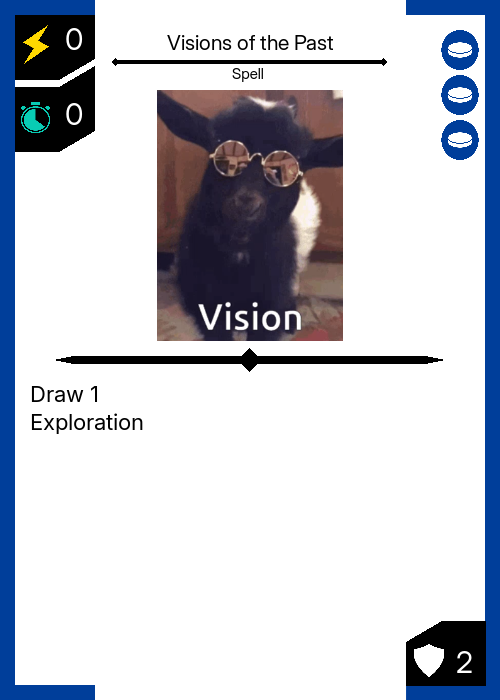 0
Visions of the Past
Spell
0
Vision
Draw 1
Exploration
2